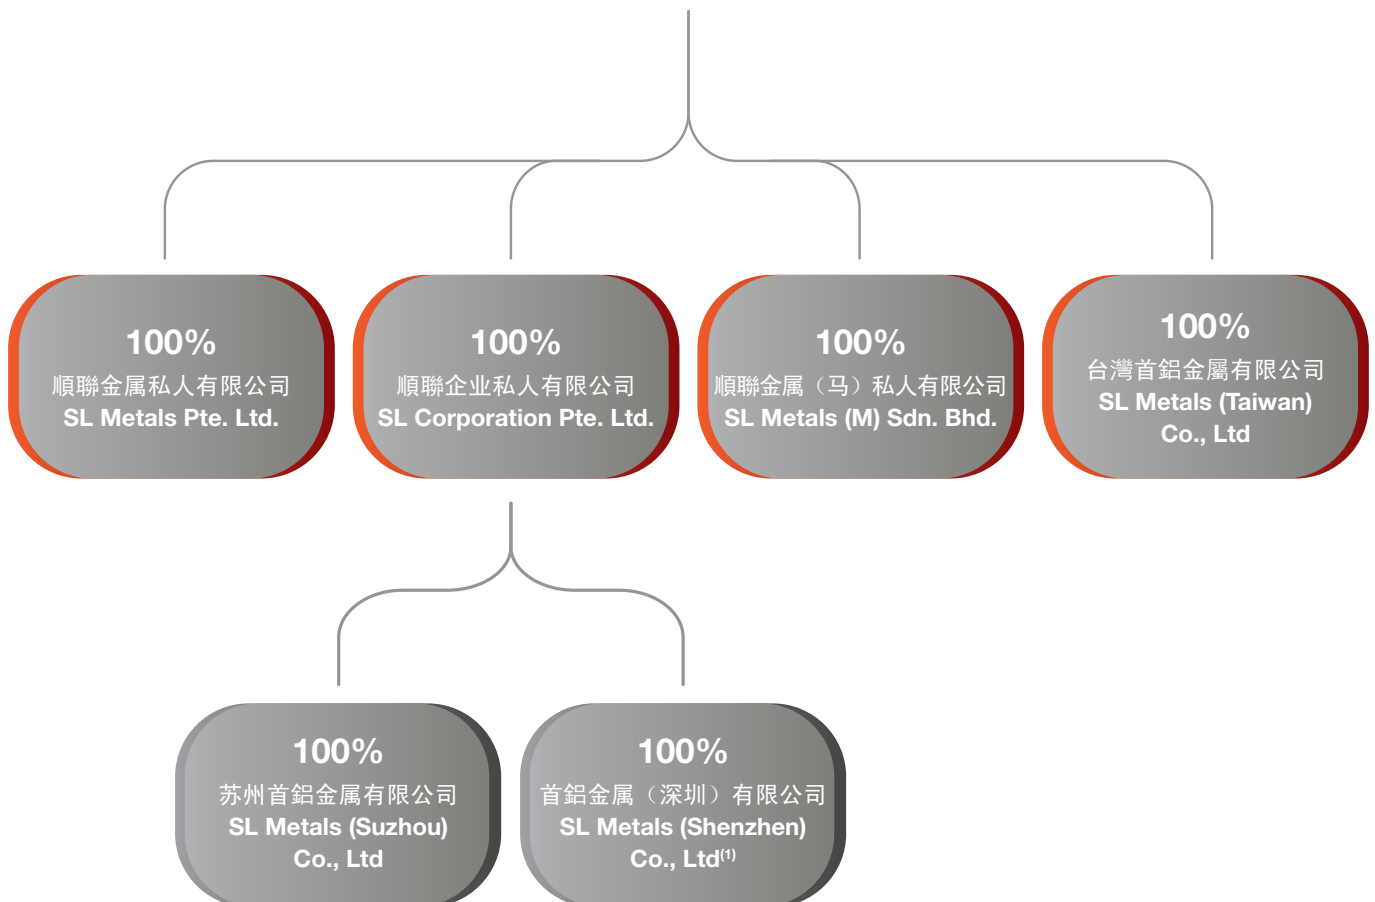 100%
順聯金属私人有限公司
SL Metals Pte. Ltd.
100%
順聯企业私人有限公司
SL Corporation Pte. Ltd.
100%
順聯金属（马）私人有限公司
SL Metals (M) Sdn. Bhd.
100%
台灣首鋁金屬有限公司
SL Metals (Taiwan)
Co., Ltd
100%
苏州首鋁金属有限公司
SL Metals (Suzhou)
Co., Ltd
100%
首鋁金属（深圳）有限公司
SL Metals (Shenzhen)
Co., Ltd(1)